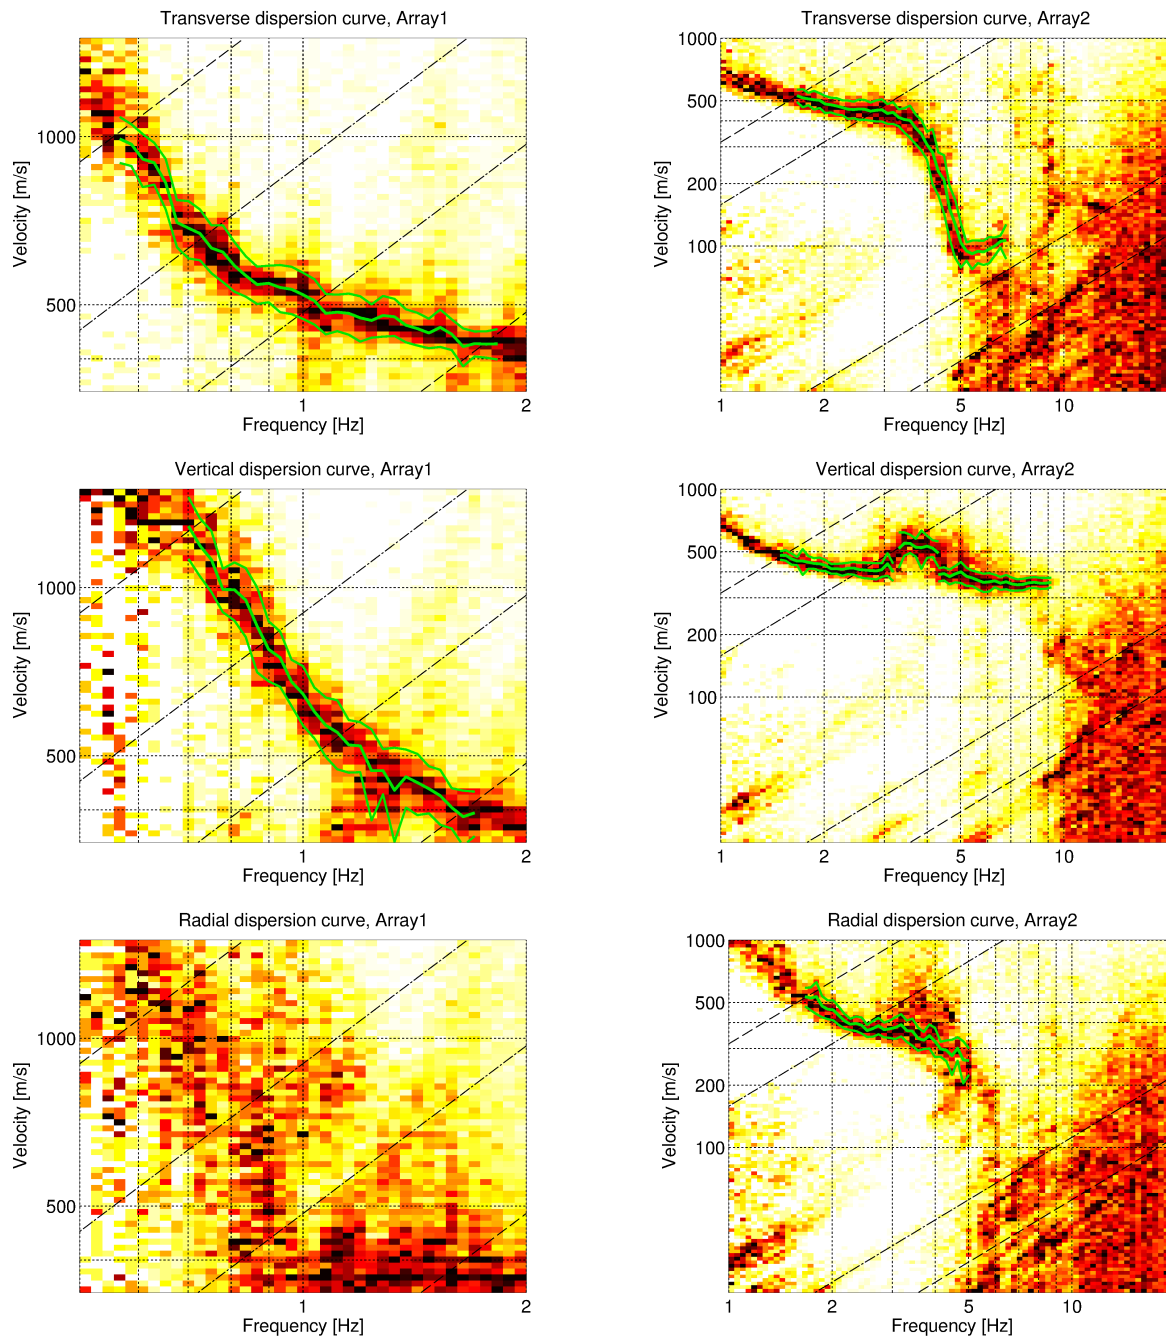 Transverse dispersion curve, Array1
Velocity [m/s]
1000
500
1
2
Frequency [Hz]
Transverse dispersion curve, Array2
Velocity [m/s]
1000
500
200
100
1
2
5
10
Frequency [Hz]
Vertical dispersion curve, Array1
Velocity [m/s]
1000
500
1
2
Frequency [Hz]
Vertical dispersion curve, Array2
Velocity [m/s]
1000
500
200
100
1
2
5
10
Frequency [Hz]
Radial dispersion curve, Array1
Velocity [m/s]
1000
500
1
2
Frequency [Hz]
Radial dispersion curve, Array2
Velocity [m/s]
1000
500
200
100
1
2
5
10
Frequency [Hz]